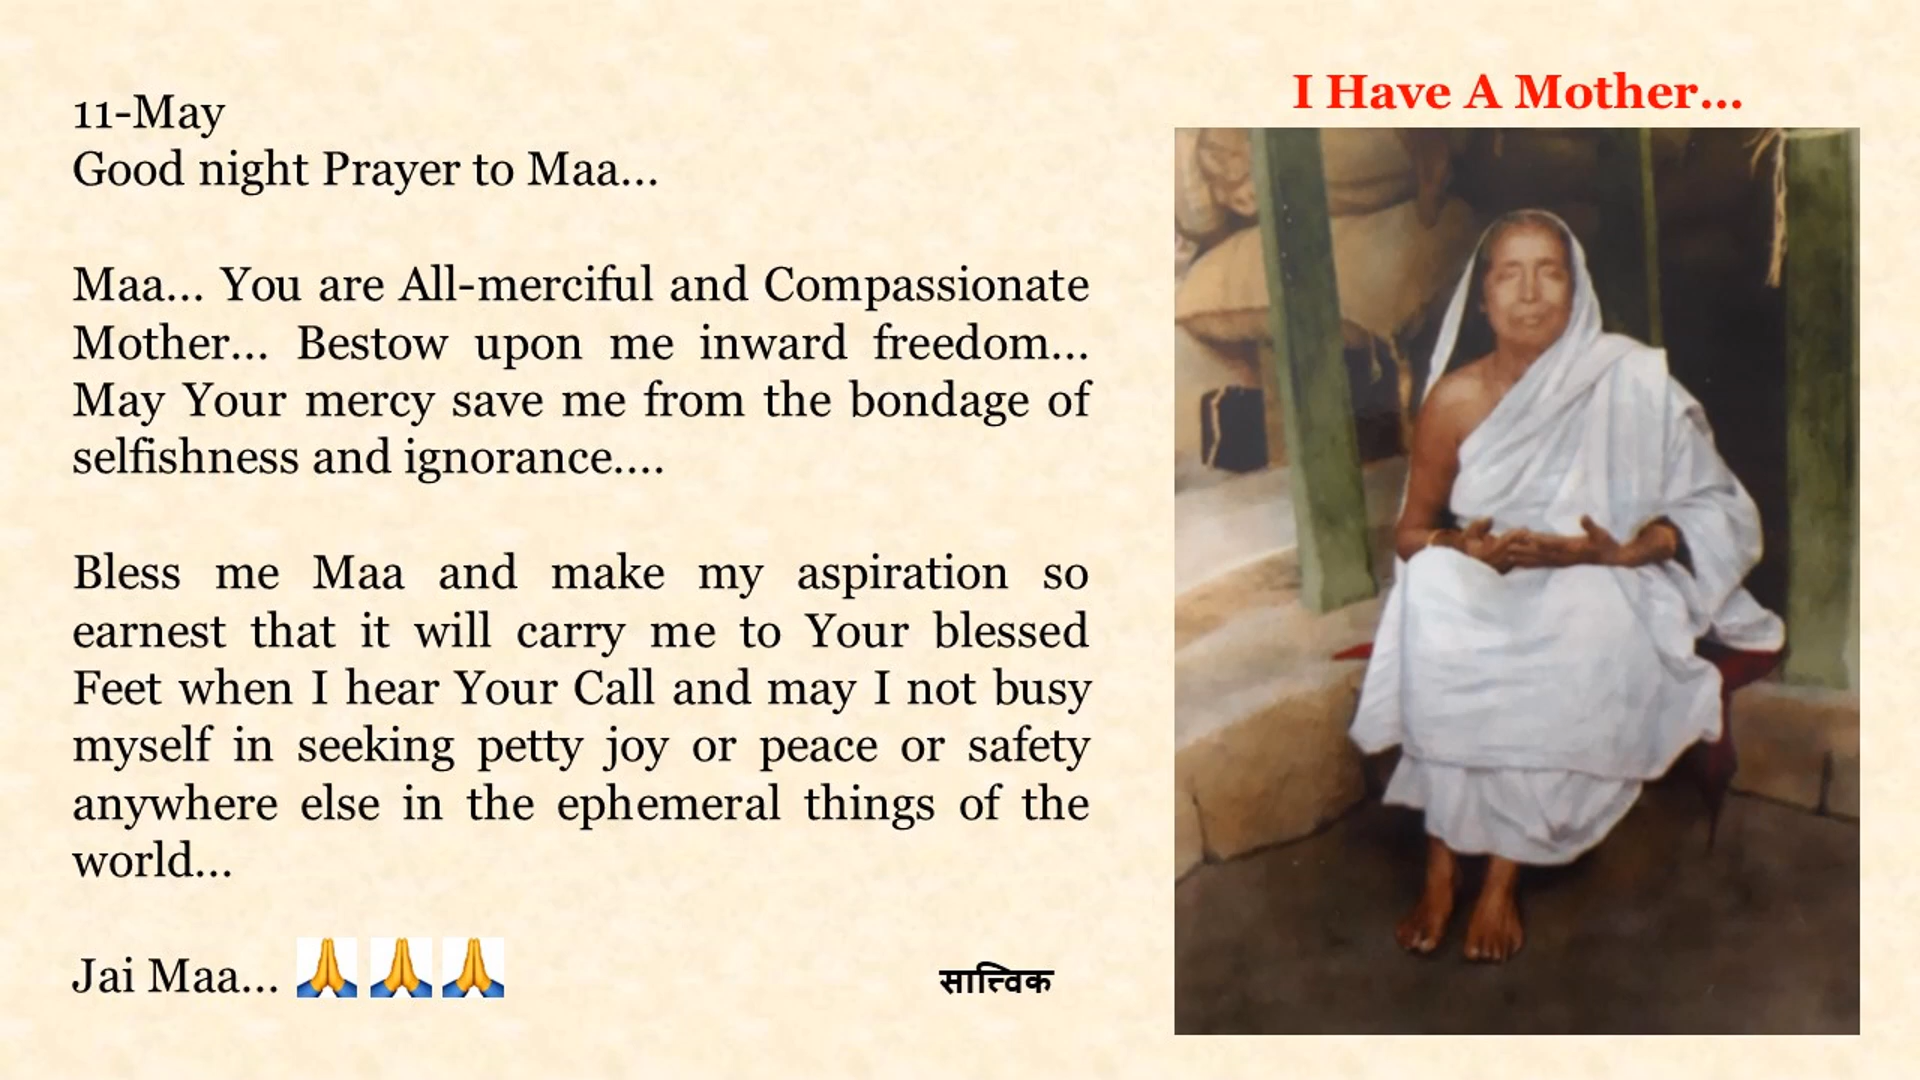 11-May
Good night Prayer to Maa...
Maa... You are All-merciful and Compassionate
Mother... Bestow upon me inward freedom...
May Your mercy save me from the bondage of
selfishness and ignorance....
Bless me Maa and make my aspiration so
earnest that it will carry me to Your blessed
Feet when I hear Your Call and may I not busy
myself in seeking petty joy or peace or safety
anywhere else in the ephemeral things of the
world...
Jai Maa... 🙏 🙏 🙏
सात्त्विक
I Have A Mother...